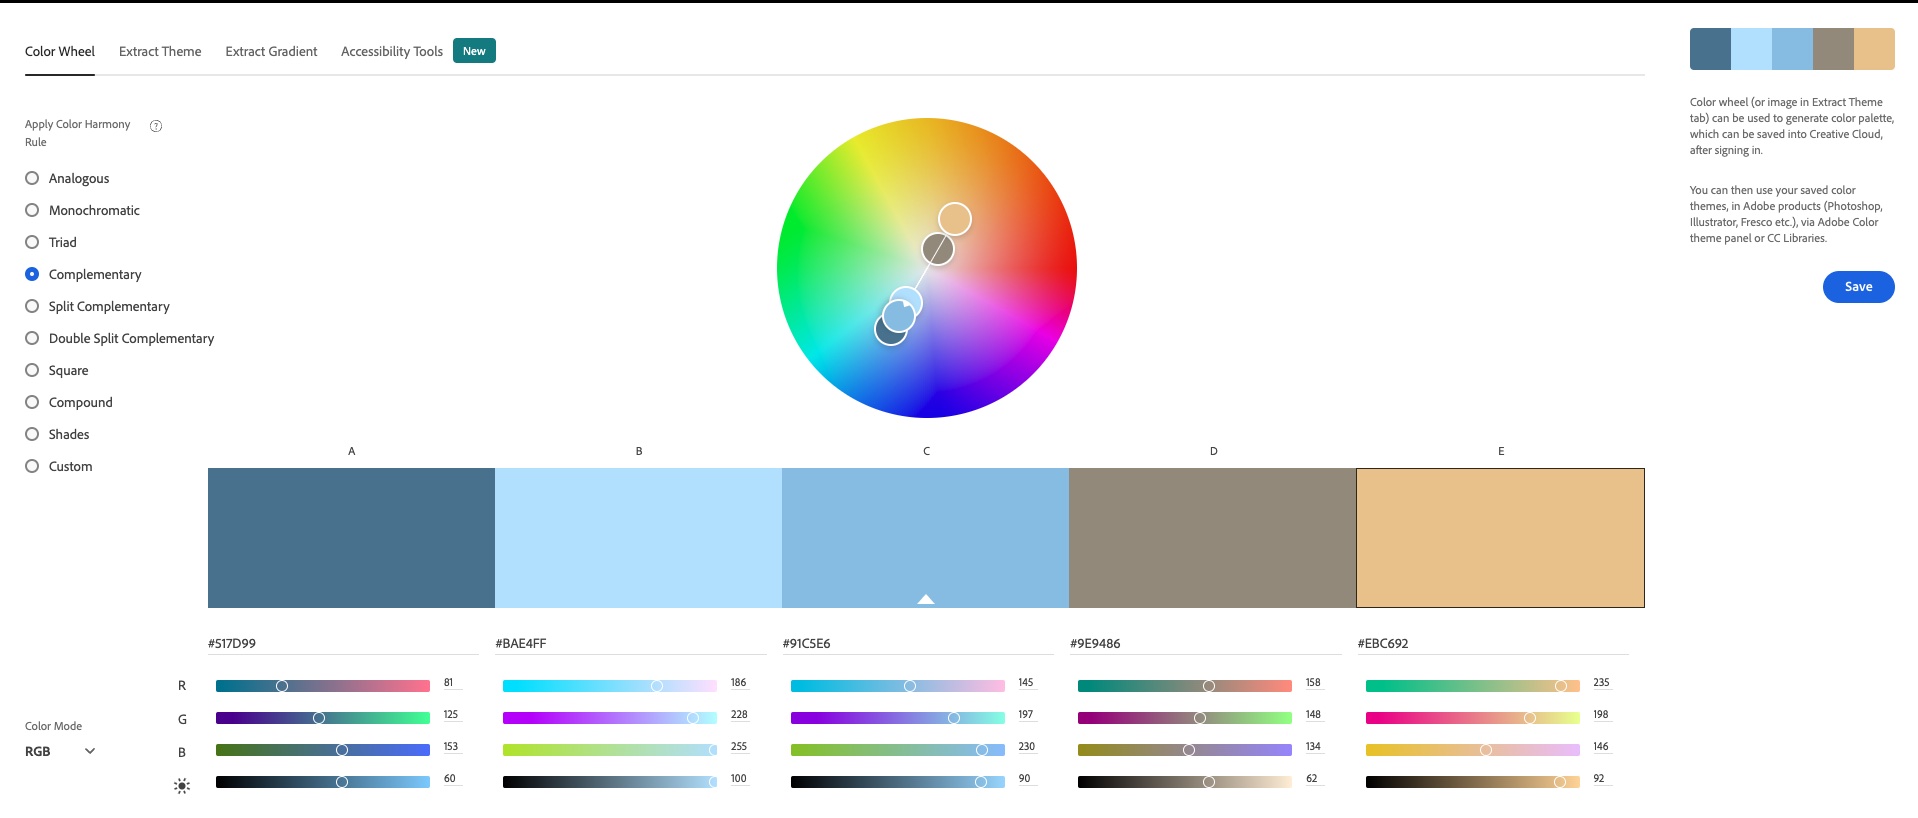 Color Wheel
Extract Theme
Extract Gradient
Accessibility Tools
New
Apply Color Harmony
Rule
?
Analogous
Monochromatic
Triad
Complementary
Split Complementary
Double Split Complementary
Square
Compound
Shades
Custom
Color wheel (or image in Extract Theme
tab) can be used to generate color palette,
which can be saved into Creative Cloud,
after signing in.
You can then use your saved color
themes, in Adobe products (Photoshop,
Illustrator, Fresco etc.), via Adobe Color
theme panel or CC Libraries.
Save
A B C D E
#517D99 #BAE4FF #91C5E6 #9E9486 #EBC692
R 81 186 145 158 235
G 125 228 197 148 198
B 153 255 230 134 146
60 100 90 62 92
Color Mode
RGB